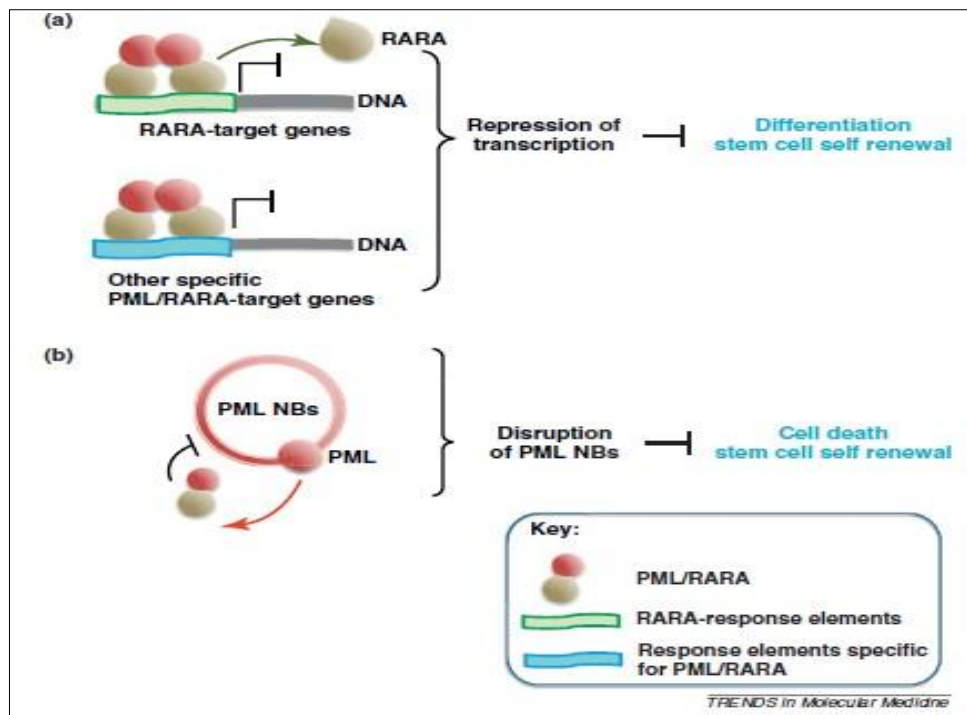 (a)
RARA
DNA
RARA-target genes
Repression of
transcription
Differentiation
stem cell self renewal
DNA
Other specific
PML/RARA-target genes
(b)
PML NBs
PML
Disruption
of PML NBs
Cell death
stem cell self renewal
Key:
PML/RARA
RARA-response elements
Response elements specific
for PML/RARA
TRENDS in Molecular Medicine